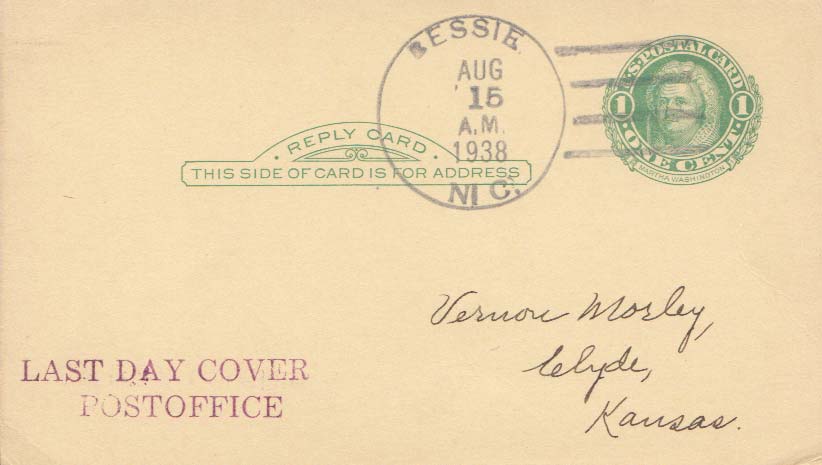 BESSIE
AUG
15
A.M.
1938
N.C.
U.S. POSTAL CARD
1 1
ONE CENT
MARTHA WASHINGTON
REPLY CARD
THIS SIDE OF CARD IS FOR ADDRESS
Vernon Morley,
Clyde,
Kansas.
LAST DAY COVER
POSTOFFICE